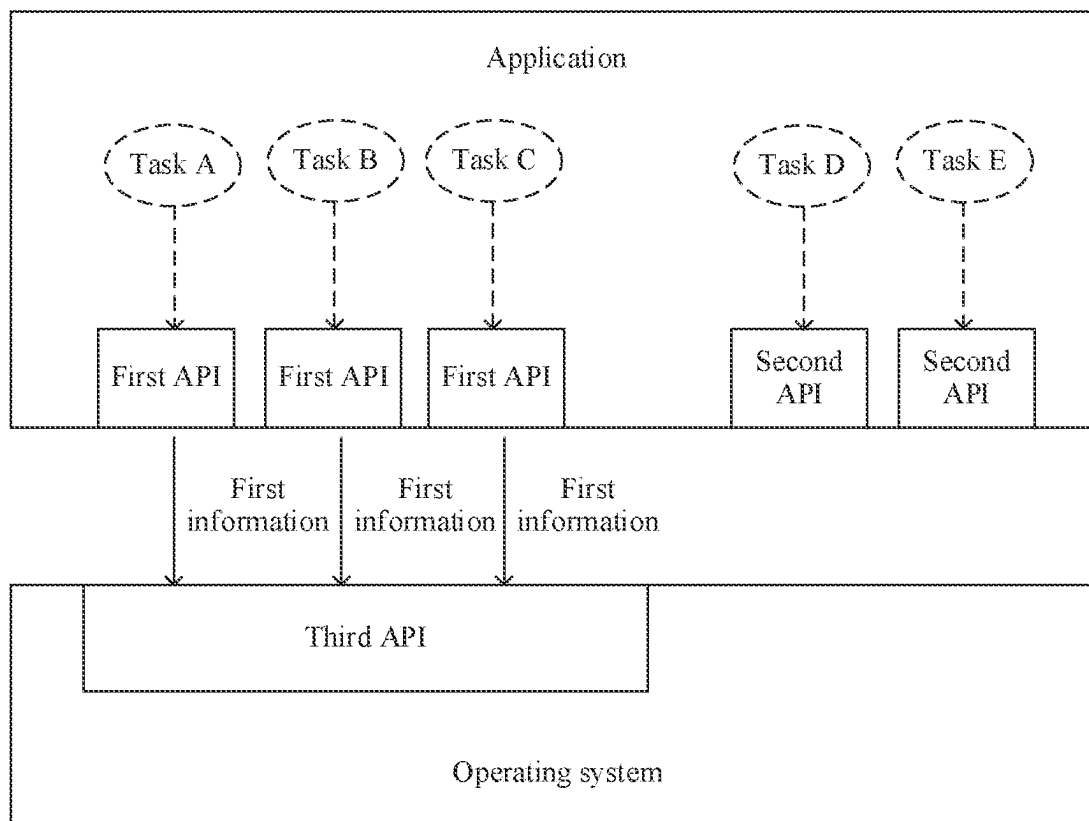 Application
Task A
Task B
Task C
Task D
Task E
First API
First API
First API
Second
API
Second
API
First
information
First
information
First
information
Third API
Operating system